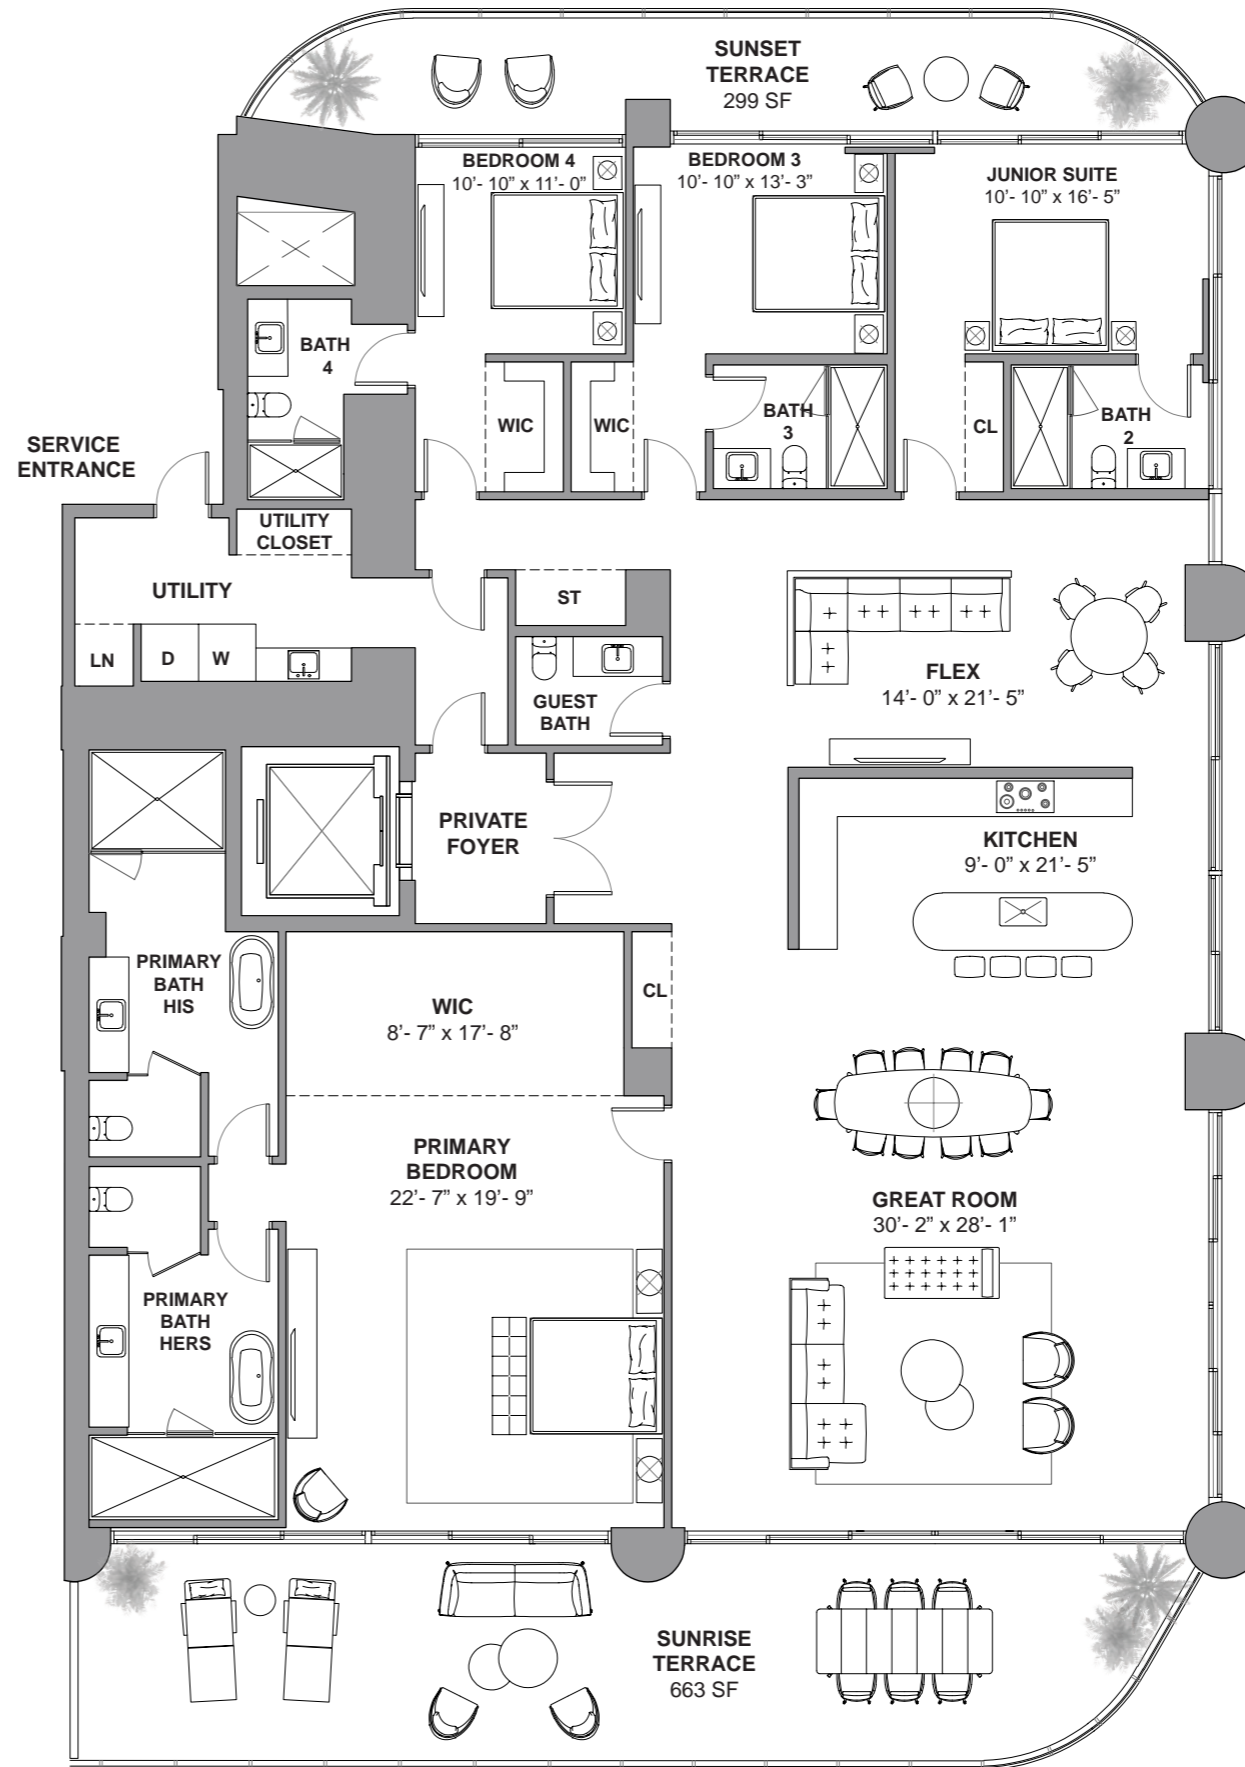 SUNSET
TERRACE
299 SF
BEDROOM 4
10’- 10” x 11’- 0”
BEDROOM 3
10’- 10” x 13’- 3”
JUNIOR SUITE
10’- 10” x 16’- 5”
BATH
4
WIC
WIC
BATH
3
CL
BATH
2
SERVICE
ENTRANCE
UTILITY
CLOSET
UTILITY
ST
LN
D
W
GUEST
BATH
FLEX
14’- 0” x 21’- 5”
PRIVATE
FOYER
KITCHEN
9’- 0” x 21’- 5”
PRIMARY
BATH
HIS
WIC
8’- 7” x 17’- 8”
CL
PRIMARY
BEDROOM
22’- 7” x 19’- 9”
GREAT ROOM
30’- 2” x 28’- 1”
PRIMARY
BATH
HERS
SUNRISE
TERRACE
663 SF